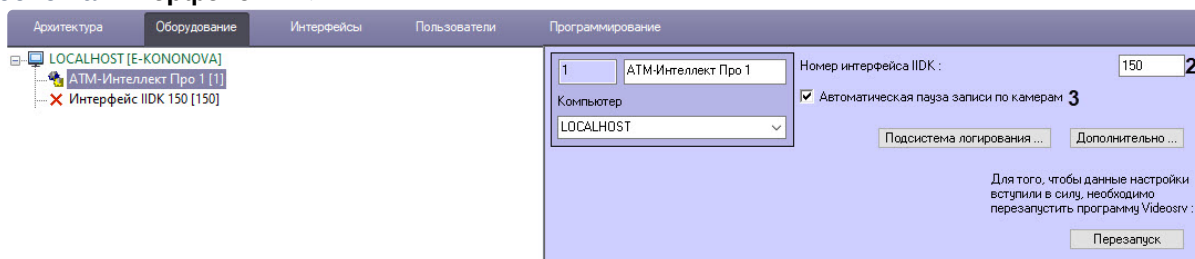 Архитектура Оборудование Интерфейсы Пользователи Программирование
LOCALHOST [E-KONONOVA]
АТМ-Интеллект Про 1 [1]
Интерфейс IIDK 150 [150]
1 АТМ-Интеллект Про 1
Компьютер
LOCALHOST
Номер интерфейса IIDK : 150 2
Автоматическая пауза записи по камерам 3
Подсистема логирования ... Дополнительно ...
Для того, чтобы данные настройки
вступили в силу, необходимо
перезапустить программу Videosrv :
Перезапуск